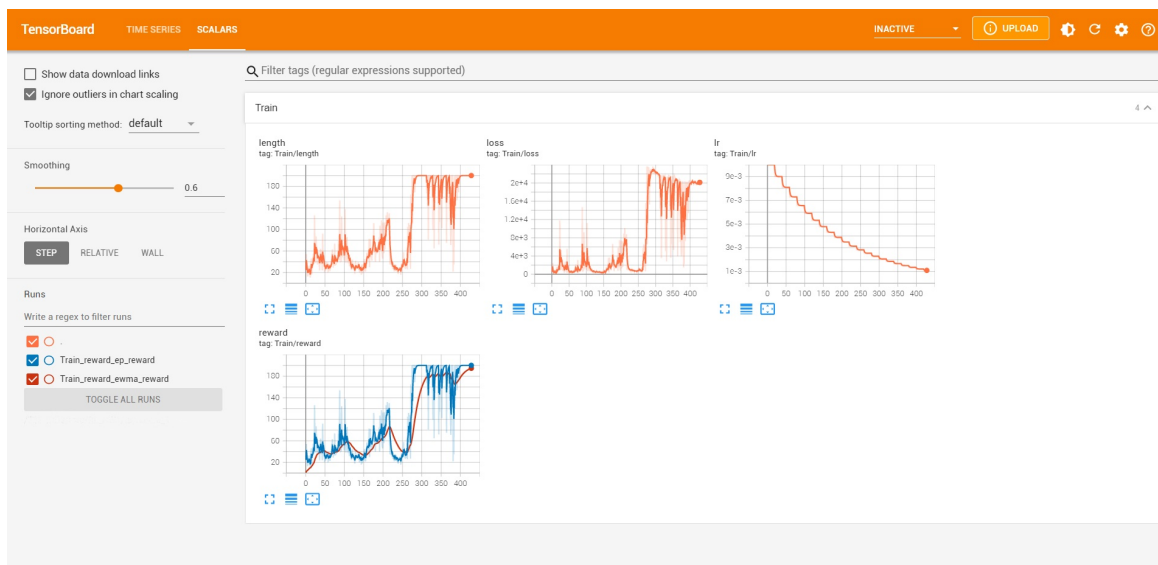 TensorBoard TIME SERIES SCALARS INACTIVE UPLOAD
Show data download links
Ignore outliers in chart scaling
Tooltip sorting method: default
Smoothing
0.6
Horizontal Axis
STEP RELATIVE WALL
Runs
Write a regex to filter runs
.
Train_reward_ep_reward
Train_reward_ewma_reward
TOGGLE ALL RUNS
Filter tags (regular expressions supported)
Train 4
length
tag: Train/length
180
140
100
60
20
0 50 100 150 200 250 300 350 400
loss
tag: Train/loss
2e+4
1.6e+4
1.2e+4
8e+3
4e+3
0
0 50 100 150 200 250 300 350 400
lr
tag: Train/lr
9e-3
7e-3
5e-3
3e-3
1e-3
0 50 100 150 200 250 300 350 400
reward
tag: Train/reward
180
140
100
60
20
0 50 100 150 200 250 300 350 400